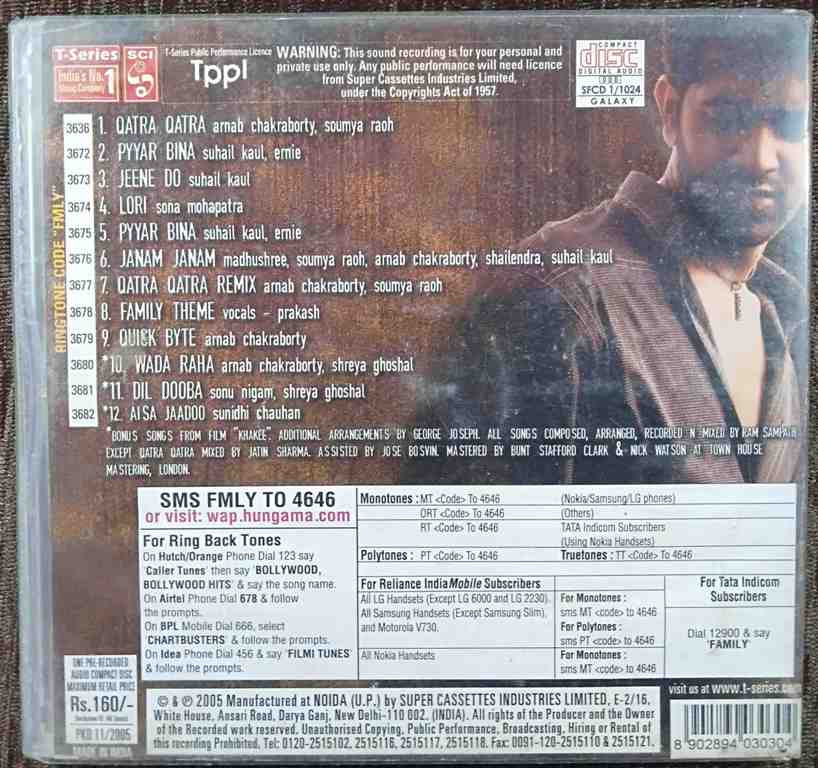 T-Series
India's No.
1
Music Company
SCI
T-Series Public Performance Licence
Tppl
WARNING: This sound recording is for your personal and
private use only. Any public performance will need licence
from Super Cassettes Industries Limited,
under the Copyrights Act of 1957.
COMPACT
disc
DIGITAL AUDIO
SFCD 1/1024
GALAXY
RINGTONE CODE "FMLY"
3636 1. QATRA QATRA arnab chakraborty, soumya raoh
3672 2. PYYAR BINA suhail kaul, ernie
3673 3. JEENE DO suhail kaul
3674 4. LORI sona mohapatra
3675 5. PYYAR BINA suhail kaul, ernie
3676 6. JANAM JANAM madhushree, soumya raoh, arnab chakraborty, shailendra, suhail kaul
3677 7. QATRA QATRA REMIX arnab chakraborty, soumya raoh
3678 8. FAMILY THEME vocals - prakash
3679 9. QUICK BYTE arnab chakraborty
3680 *10. WADA RAHA arnab chakraborty, shreya ghoshal
3681 *11. DIL DOOBA sonu nigam, shreya ghoshal
3682 *12. AISA JAADOO sunidhi chauhan
*BONUS SONGS FROM FILM "KHAKEE". ADDITIONAL ARRANGEMENTS BY GEORGE JOSEPH. ALL SONGS COMPOSED, ARRANGED, RECORDED N MIXED BY RAM SAMPATH
EXCEPT QATRA QATRA MIXED BY JATIN SHARMA. ASSISTED BY JOSE BOSVIN. MASTERED BY BUNT STAFFORD CLARK & NICK WATSON AT TOWN HOUSE
MASTERING, LONDON.
SMS FMLY TO 4646
or visit: wap.hungama.com
For Ring Back Tones
On Hutch/Orange Phone Dial 123 say
'Caller Tunes' then say 'BOLLYWOOD,
BOLLYWOOD HITS' & say the song name.
On Airtel Phone Dial 678 & follow
the prompts.
On BPL Mobile Dial 666, select
'CHARTBUSTERS' & follow the prompts.
On Idea Phone Dial 456 & say 'FILMI TUNES'
& follow the prompts.
Monotones: MT <Code> To 4646 (Nokia/Samsung/LG phones)
ORT <Code> To 4646 (Others)
RT <Code> To 4646 TATA Indicom Subscribers
(Using Nokia Handsets)
Polytones: PT <Code> To 4646 Truetones: TT <Code> To 4646
For Reliance IndiaMobile Subscribers
All LG Handsets (Except LG 6000 and LG 2230).
All Samsung Handsets (Except Samsung Slim),
and Motorola V730.
All Nokia Handsets
For Monotones:
sms MT <code> to 4646
For Polytones:
sms PT <code> to 4646
For Monotones:
sms MT <code> to 4646
For Tata Indicom
Subscribers
Dial 12900 & say
'FAMILY'
ONE PRE-RECORDED
AUDIO COMPACT DISC
MAXIMUM RETAIL PRICE
Rs.160/-
PKD 11/2005
MADE IN INDIA
© & ℗ 2005 Manufactured at NOIDA (U.P.) by SUPER CASSETTES INDUSTRIES LIMITED, E-2/16,
White House, Ansari Road, Darya Ganj, New Delhi-110 002. (INDIA). All rights of the Producer and the Owner
of the Recorded work reserved. Unauthorised Copying, Public Performance, Broadcasting, Hiring or Rental of
this recording Prohibited. Tel: 0120-2515102, 2515116, 2515117, 2515118. Fax: 0091-120-2515110 & 2515121.
visit us at www.t-series.com
8 902894 030304